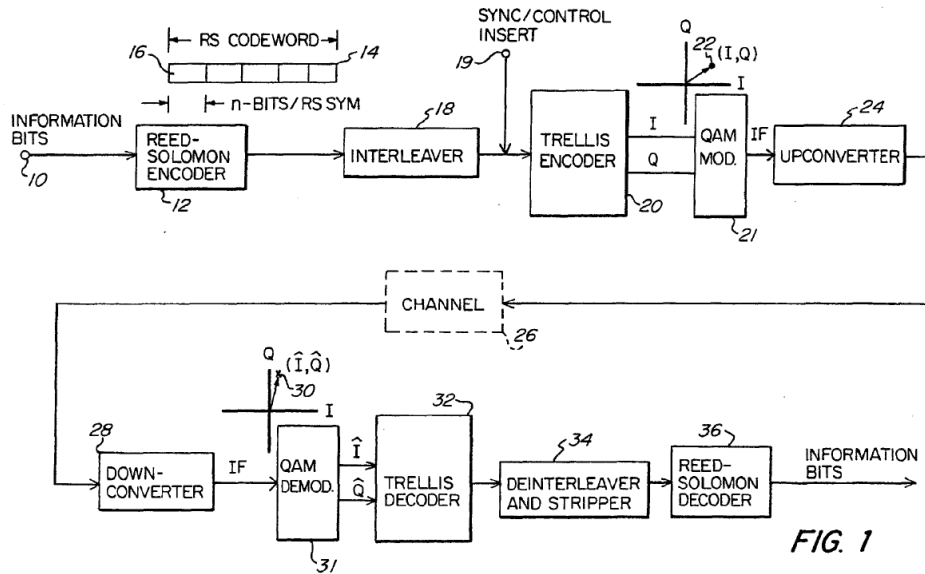 RS CODEWORD
16
14
n-BITS/RS SYM
SYNC/CONTROL
INSERT
19
Q
22
(I,Q)
I
INFORMATION
BITS
10
REED-
SOLOMON
ENCODER
12
18
INTERLEAVER
TRELLIS
ENCODER
20
I
Q
QAM
MOD.
21
IF
24
UPCONVERTER
CHANNEL
26
Q
(Î,Q̂)
30
I
28
DOWN-
CONVERTER
IF
QAM
DEMOD.
31
Î
Q̂
32
TRELLIS
DECODER
34
DEINTERLEAVER
AND STRIPPER
36
REED-
SOLOMON
DECODER
INFORMATION
BITS
FIG. 1